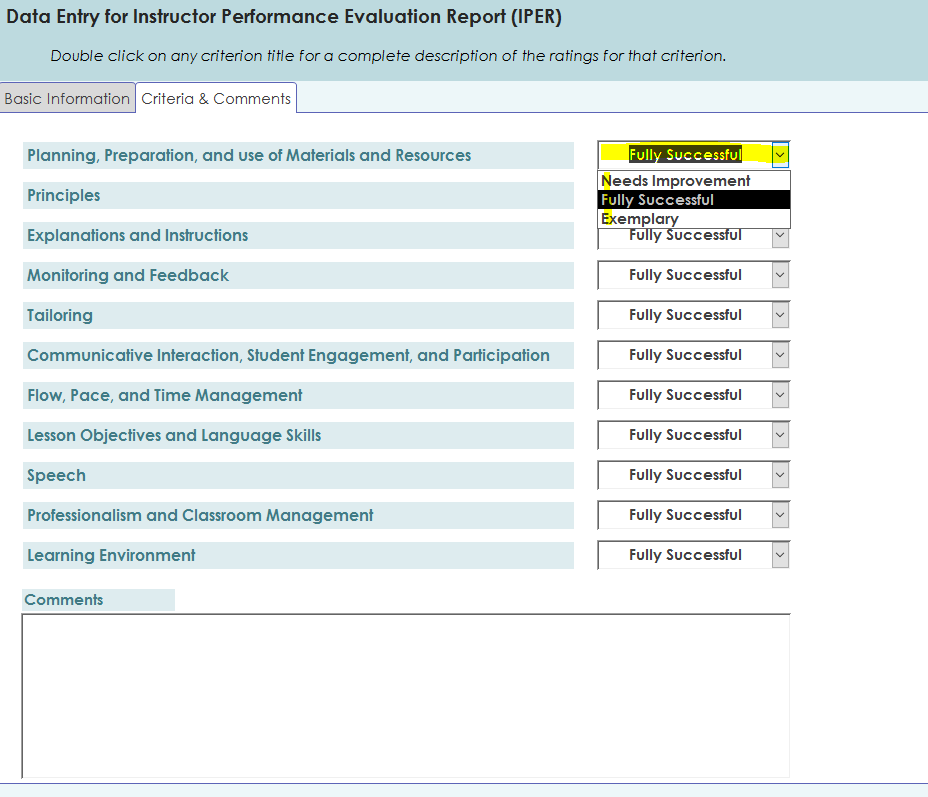 Data Entry for Instructor Performance Evaluation Report (IPER)
Double click on any criterion title for a complete description of the ratings for that criterion.
Basic Information Criteria & Comments
Planning, Preparation, and use of Materials and Resources Fully Successful
Needs Improvement
Principles Fully Successful
Exemplary
Explanations and Instructions Fully Successful
Monitoring and Feedback Fully Successful
Tailoring Fully Successful
Communicative Interaction, Student Engagement, and Participation Fully Successful
Flow, Pace, and Time Management Fully Successful
Lesson Objectives and Language Skills Fully Successful
Speech Fully Successful
Professionalism and Classroom Management Fully Successful
Learning Environment Fully Successful
Comments